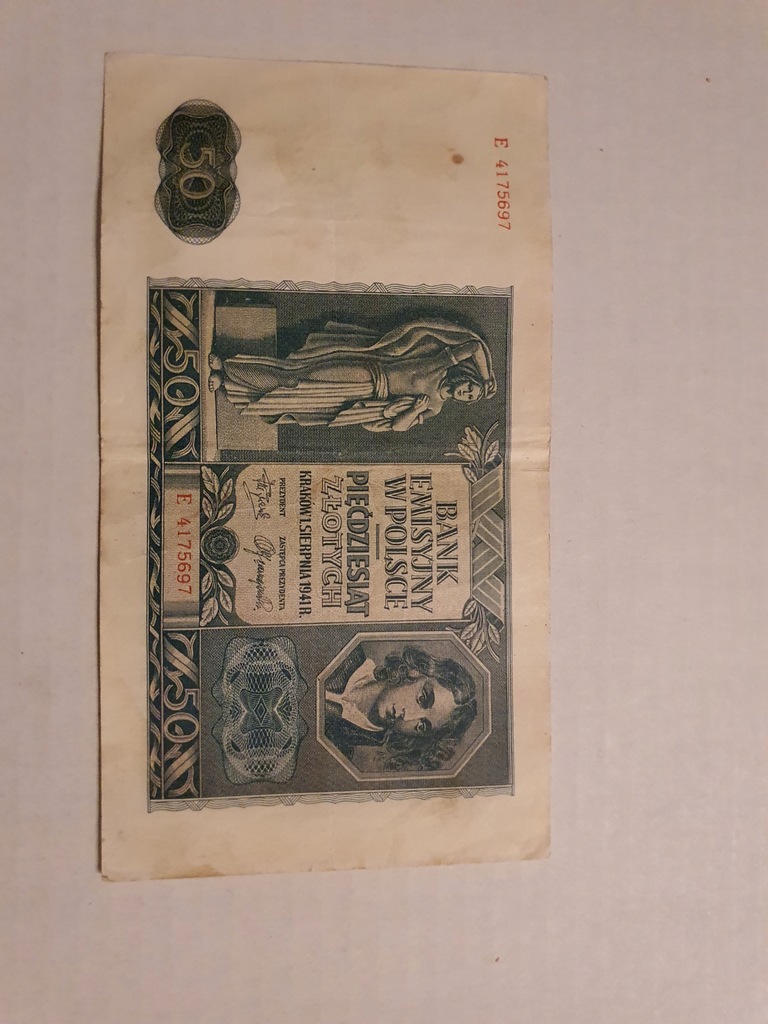 50
E 4175697
BANK
EMISYJNY
W POLSCE
PIĘĆDZIESIĄT
ZŁOTYCH
KRAKÓW 1. SIERPNIA 1941 R.
PREZYDENT ZASTĘPCA PREZYDENTA
50
E 4175697
50